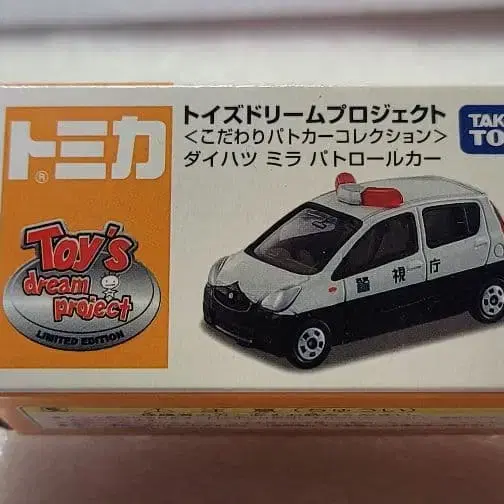 トミカ®
トイズドリームプロジェクト
<こだわりパトカーコレクション>
ダイハツ ミラ パトロールカー
TAK
TO
Toy's
dream
project
LIMITED EDITION
警視庁